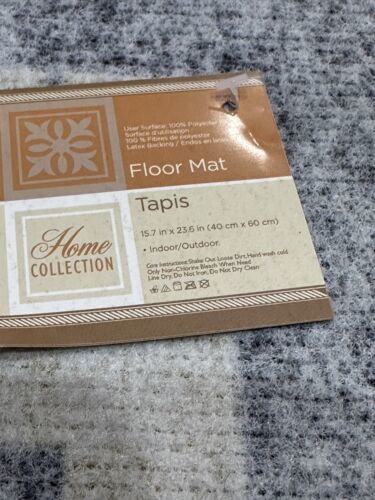 User Surface: 100% Polyester
Surface d'utilisation
100 % Fibres de polyester
Latex Backing / Endos en latex
Floor Mat
Tapis
15.7 in x 23.6 in (40 cm x 60 cm)
• Indoor/Outdoor.
Care Instructions:Shake Out Loose Dirt,Hand wash cold
Only Non-Chlorine Bleach When Need
Line Dry, Do Not Iron, Do Not Dry Clean
Home
COLLECTION